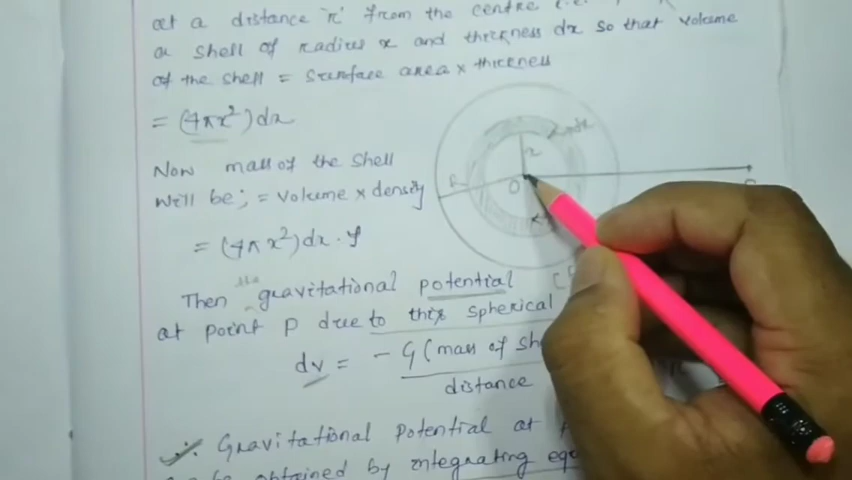 at a distance 'r' from the centre
a shell of radius x and thickness dx so that volume
of the shell = Surface area x thickness
= (4πx²)dx
dx
x
R
O
Now mass of the shell
will be; = volume x density
= (4πx²)dx.ρ
Then the gravitational potential
at point P due to this spherical
dv = - G (mass of sh
distance
∴ Gravitational potential at
obtained by integrating equ